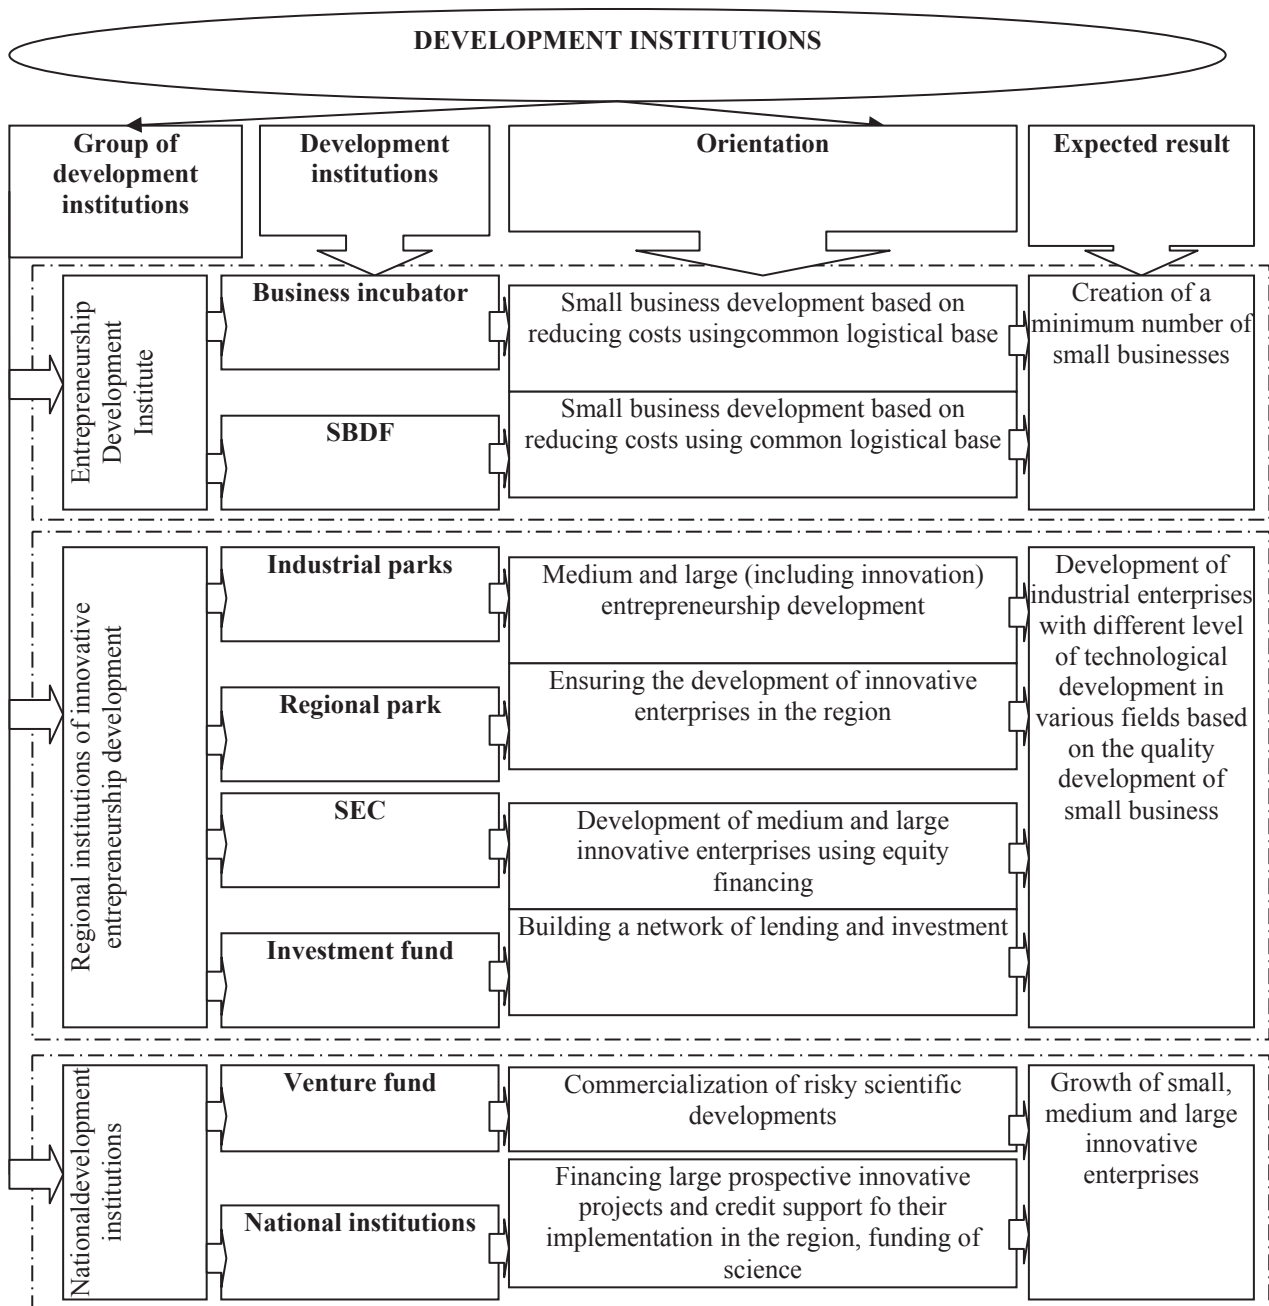 DEVELOPMENT INSTITUTIONS
Group of
development
institutions
Development
institutions
Orientation
Expected result
Entrepreneurship
Development
Institute
Business incubator
Small business development based on
reducing costs usingcommon logistical base
Creation of a
minimum number of
small businesses
SBDF
Small business development based on
reducing costs using common logistical base
Regional institutions of innovative
entrepreneurship development
Industrial parks
Medium and large (including innovation)
entrepreneurship development
Development of
industrial enterprises
with different level
of technological
development in
various fields based
on the quality
development of
small business
Regional park
Ensuring the development of innovative
enterprises in the region
SEC
Development of medium and large
innovative enterprises using equity
financing
Investment fund
Building a network of lending and investment
Nationaldevelopment
institutions
Venture fund
Commercialization of risky scientific
developments
Growth of small,
medium and large
innovative
enterprises
National institutions
Financing large prospective innovative
projects and credit support fo their
implementation in the region, funding of
science